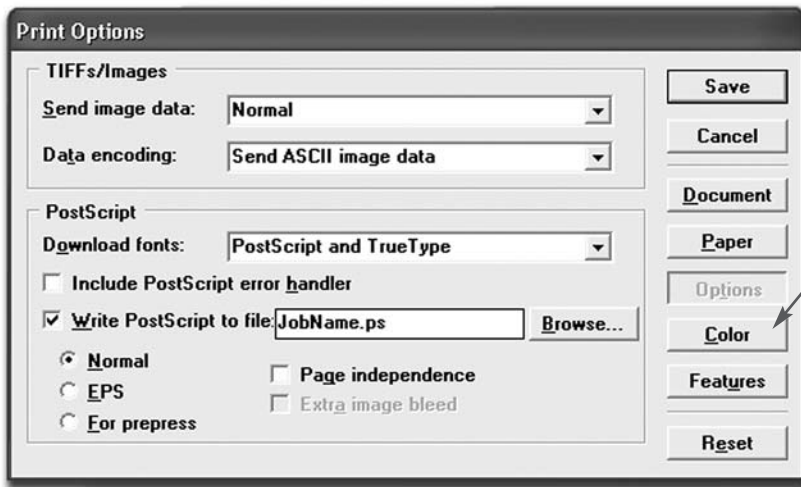 Print Options
TIFFs/Images
Send image data: Normal
Data encoding: Send ASCII image data
PostScript
Download fonts: PostScript and TrueType
Include PostScript error handler
Write PostScript to file: JobName.ps Browse...
Normal
EPS
For prepress
Page independence
Extra image bleed
Save
Cancel
Document
Paper
Options
Color
Features
Reset